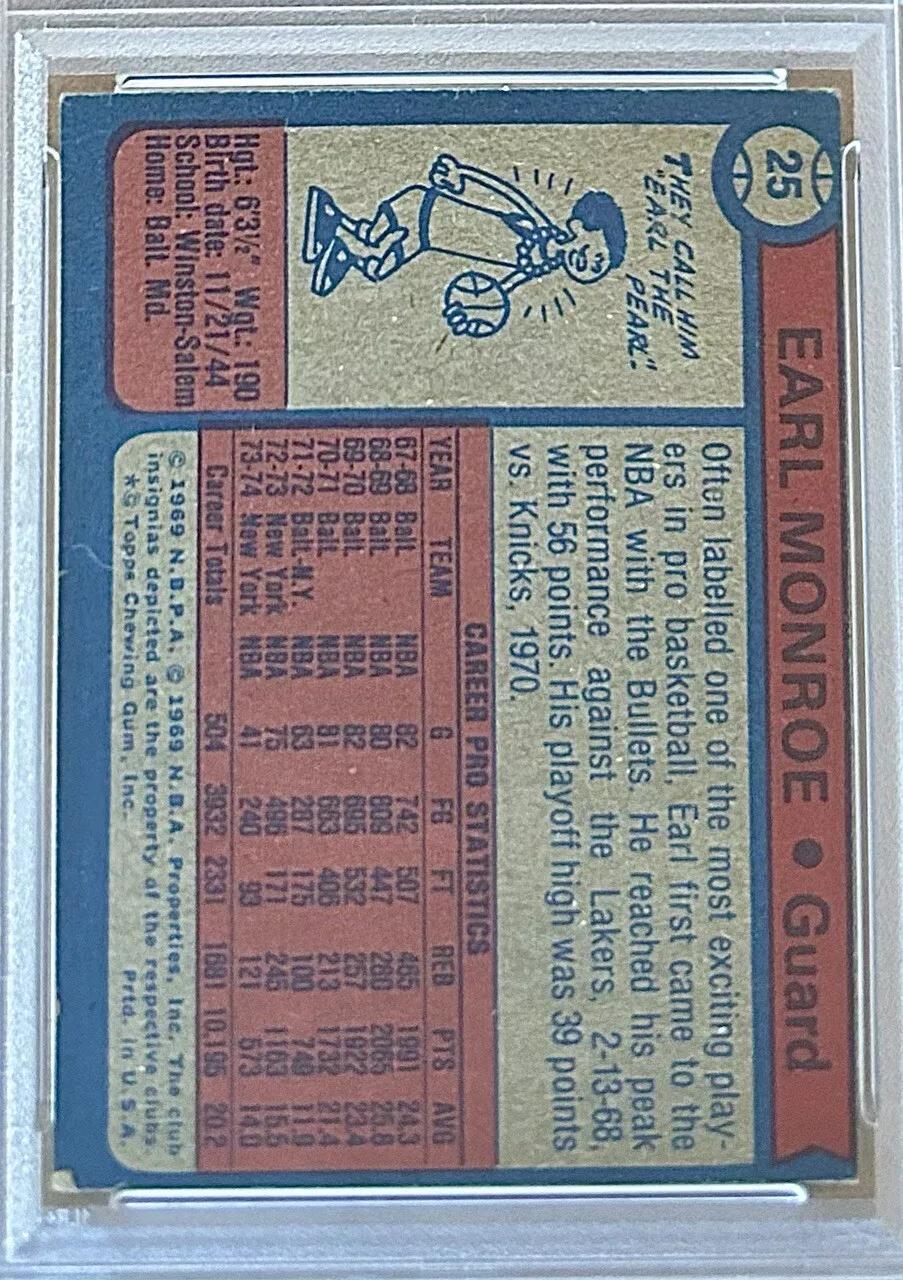 25
EARL MONROE ● Guard
THEY CALL HIM
"EARL THE
PEARL"
Hgt.: 6'3½" Wgt.: 190
Birth date: 11/21/44
School: Winston-Salem
Home: Balt. Md.
Often labelled one of the most exciting play-
ers in pro basketball, Earl first came to the
NBA with the Bullets. He reached his peak
performance against the Lakers, 2-13-68,
with 56 points. His playoff high was 39 points
vs. Knicks, 1970.
CAREER PRO STATISTICS
YEAR TEAM G FG FT REB PTS AVG
67-68 Balt. NBA 82 742 507 465 1991 24.3
68-69 Balt. NBA 80 809 447 280 2065 25.8
69-70 Balt. NBA 82 695 532 257 1922 23.4
70-71 Balt. NBA 81 663 406 213 1732 21.4
71-72 Balt.-N.Y. NBA 63 287 175 100 749 11.9
72-73 New York NBA 75 496 171 245 1163 15.5
73-74 New York NBA 41 240 93 121 573 14.0
Career Totals 504 3932 2331 1681 10,195 20.2
© 1969 N.B.P.A. © 1969 N.B.A. Properties, Inc. The club
insignias depicted are the property of the respective clubs.
*© Topps Chewing Gum, Inc. Prtd. in U.S.A.